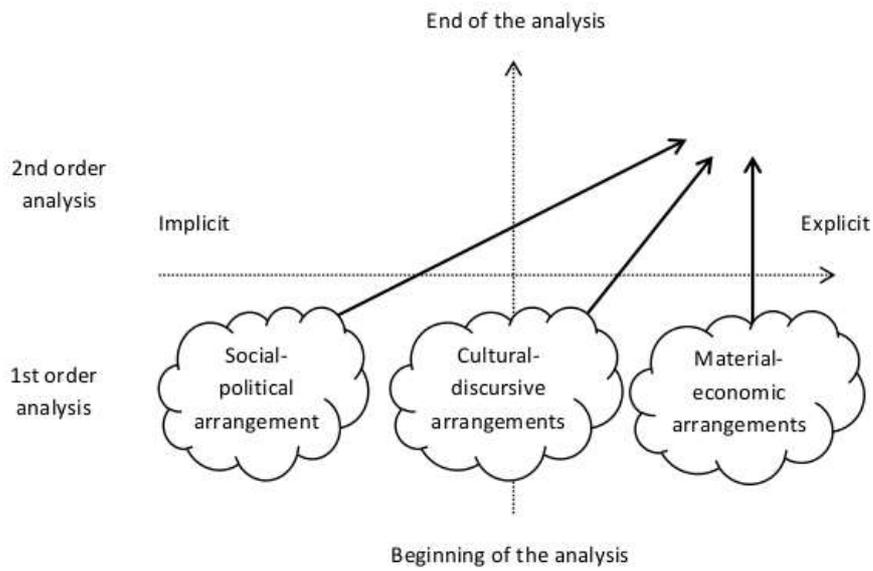 End of the analysis
2nd order
analysis
Implicit
Explicit
1st order
analysis
Social-
political
arrangement
Cultural-
discursive
arrangements
Material-
economic
arrangements
Beginning of the analysis